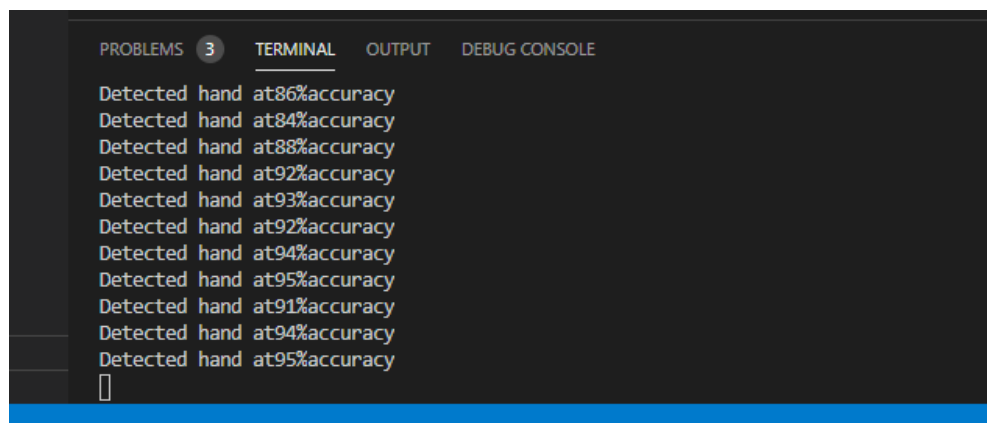 PROBLEMS 3 TERMINAL OUTPUT DEBUG CONSOLE
Detected hand at86%accuracy
Detected hand at84%accuracy
Detected hand at88%accuracy
Detected hand at92%accuracy
Detected hand at93%accuracy
Detected hand at92%accuracy
Detected hand at94%accuracy
Detected hand at95%accuracy
Detected hand at91%accuracy
Detected hand at94%accuracy
Detected hand at95%accuracy